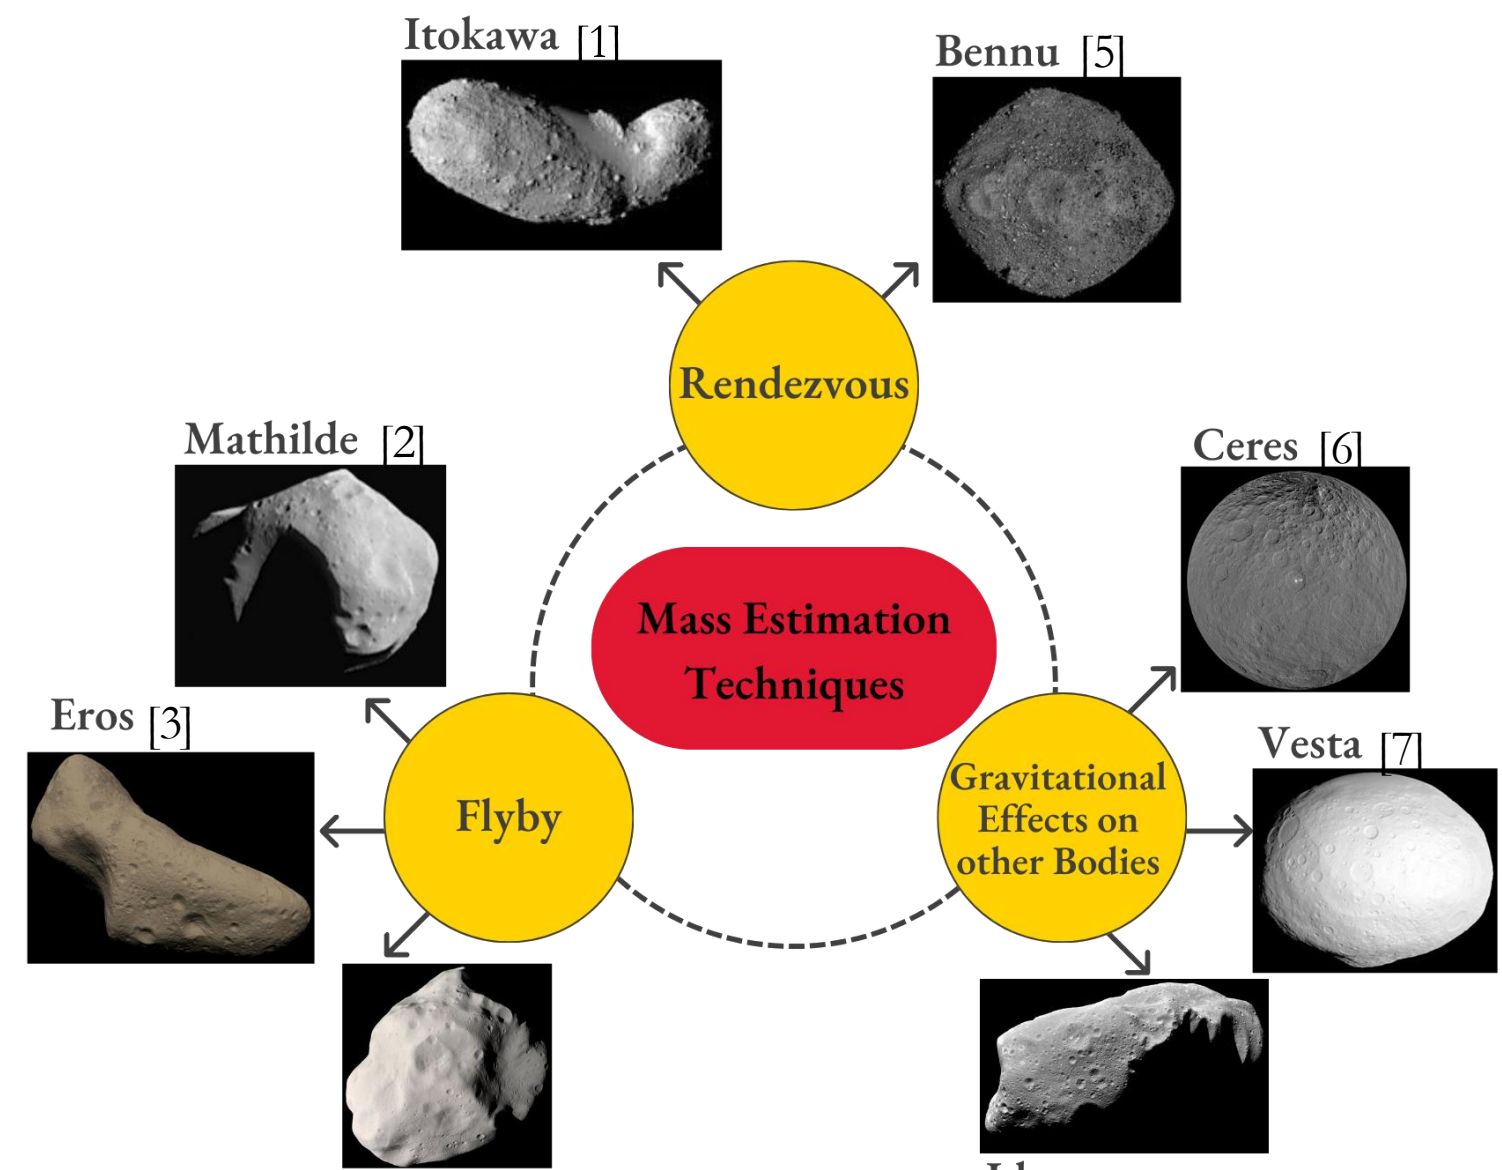 Itokawa [1]
Bennu [5]
Rendezvous
Mathilde [2]
Ceres [6]
Mass Estimation
Techniques
Eros [3]
Vesta [7]
Flyby
Gravitational
Effects on
other Bodies